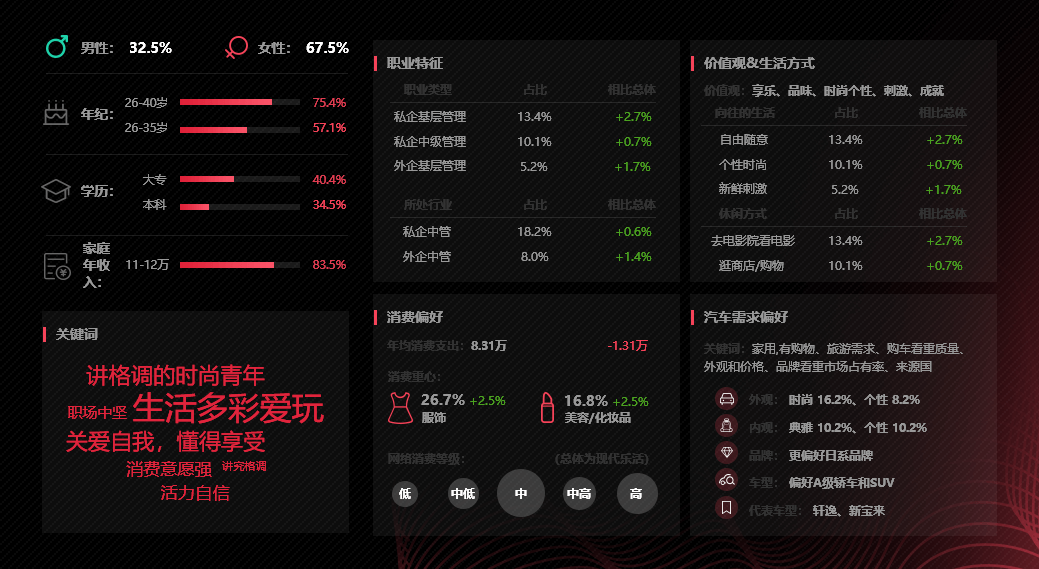 男性： 32.5%
女性： 67.5%
年纪：
26-40岁 75.4%
26-35岁 57.1%
学历：
大专 40.4%
本科 34.5%
家庭
年收
入：
11-12万 83.5%
关键词
讲格调的时尚青年
职场中坚 生活多彩爱玩
关爱自我，懂得享受
消费意愿强 讲究格调
活力自信
职业特征
职业类型 占比 相比总体
私企基层管理 13.4% +2.7%
私企中级管理 10.1% +0.7%
外企基层管理 5.2% +1.7%
所处行业 占比 相比总体
私企中管 18.2% +0.6%
外企中管 8.0% +1.4%
价值观&生活方式
价值观：享乐、品味、时尚个性、刺激、成就
向往的生活 占比 相比总体
自由随意 13.4% +2.7%
个性时尚 10.1% +0.7%
新鲜刺激 5.2% +1.7%
休闲方式 占比 相比总体
去电影院看电影 13.4% +2.7%
逛商店/购物 10.1% +0.7%
消费偏好
年均消费支出：8.31万 -1.31万
消费重心：
26.7% +2.5%
服饰
16.8% +2.5%
美容/化妆品
网络消费等级： (总体为现代乐活)
低 中低 中 中高 高
汽车需求偏好
关键词：家用,有购物、旅游需求、购车看重质量、
外观和价格、品牌看重市场占有率、来源国
外观： 时尚 16.2%、个性 8.2%
内观： 典雅 10.2%、个性 10.2%
品牌： 更偏好日系品牌
车型： 偏好A级轿车和SUV
代表车型： 轩逸、新宝来